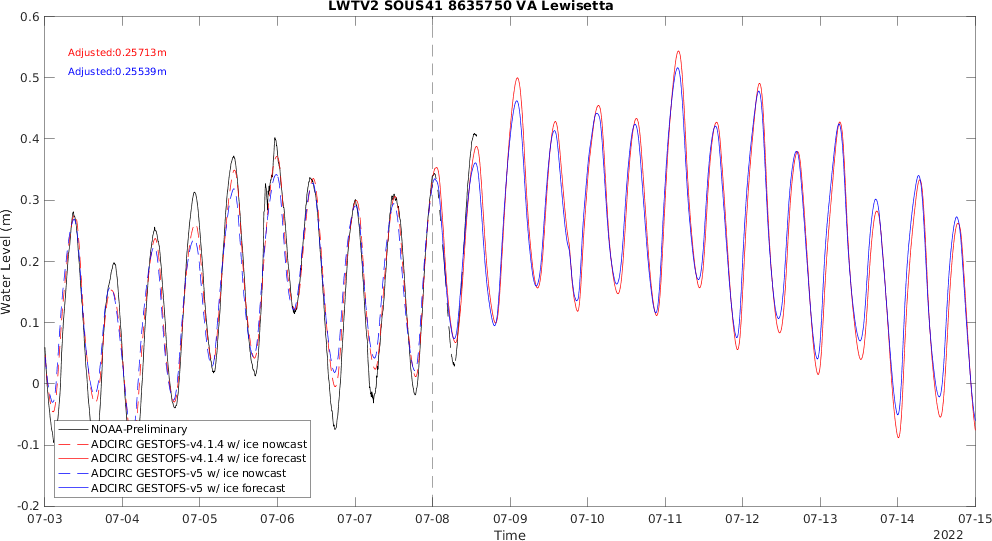 LWTV2 SOUS41 8635750 VA Lewisetta
Adjusted:0.25713m
Adjusted:0.25539m
Water Level (m)
0.6
0.5
0.4
0.3
0.2
0.1
0
-0.1
-0.2
NOAA-Preliminary
ADCIRC GESTOFS-v4.1.4 w/ ice nowcast
ADCIRC GESTOFS-v4.1.4 w/ ice forecast
ADCIRC GESTOFS-v5 w/ ice nowcast
ADCIRC GESTOFS-v5 w/ ice forecast
07-03 07-04 07-05 07-06 07-07 07-08 07-09 07-10 07-11 07-12 07-13 07-14 07-15
Time
2022